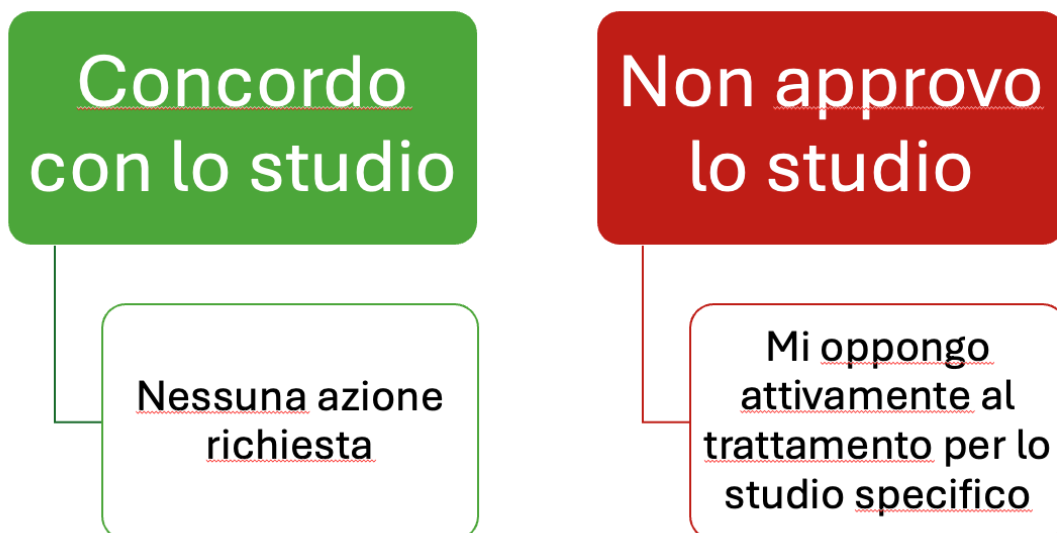 Concordo
con lo studio
Non approvo
lo studio
Nessuna azione
richiesta
Mi oppongo
attivamente al
trattamento per lo
studio specifico